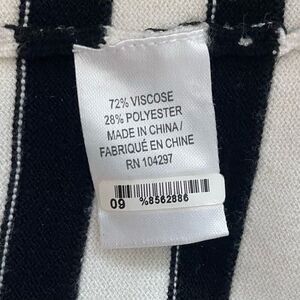 72% VISCOSE
28% POLYESTER
MADE IN CHINA/
FABRIQUÉ EN CHINE
RN 104297
09 %8562886